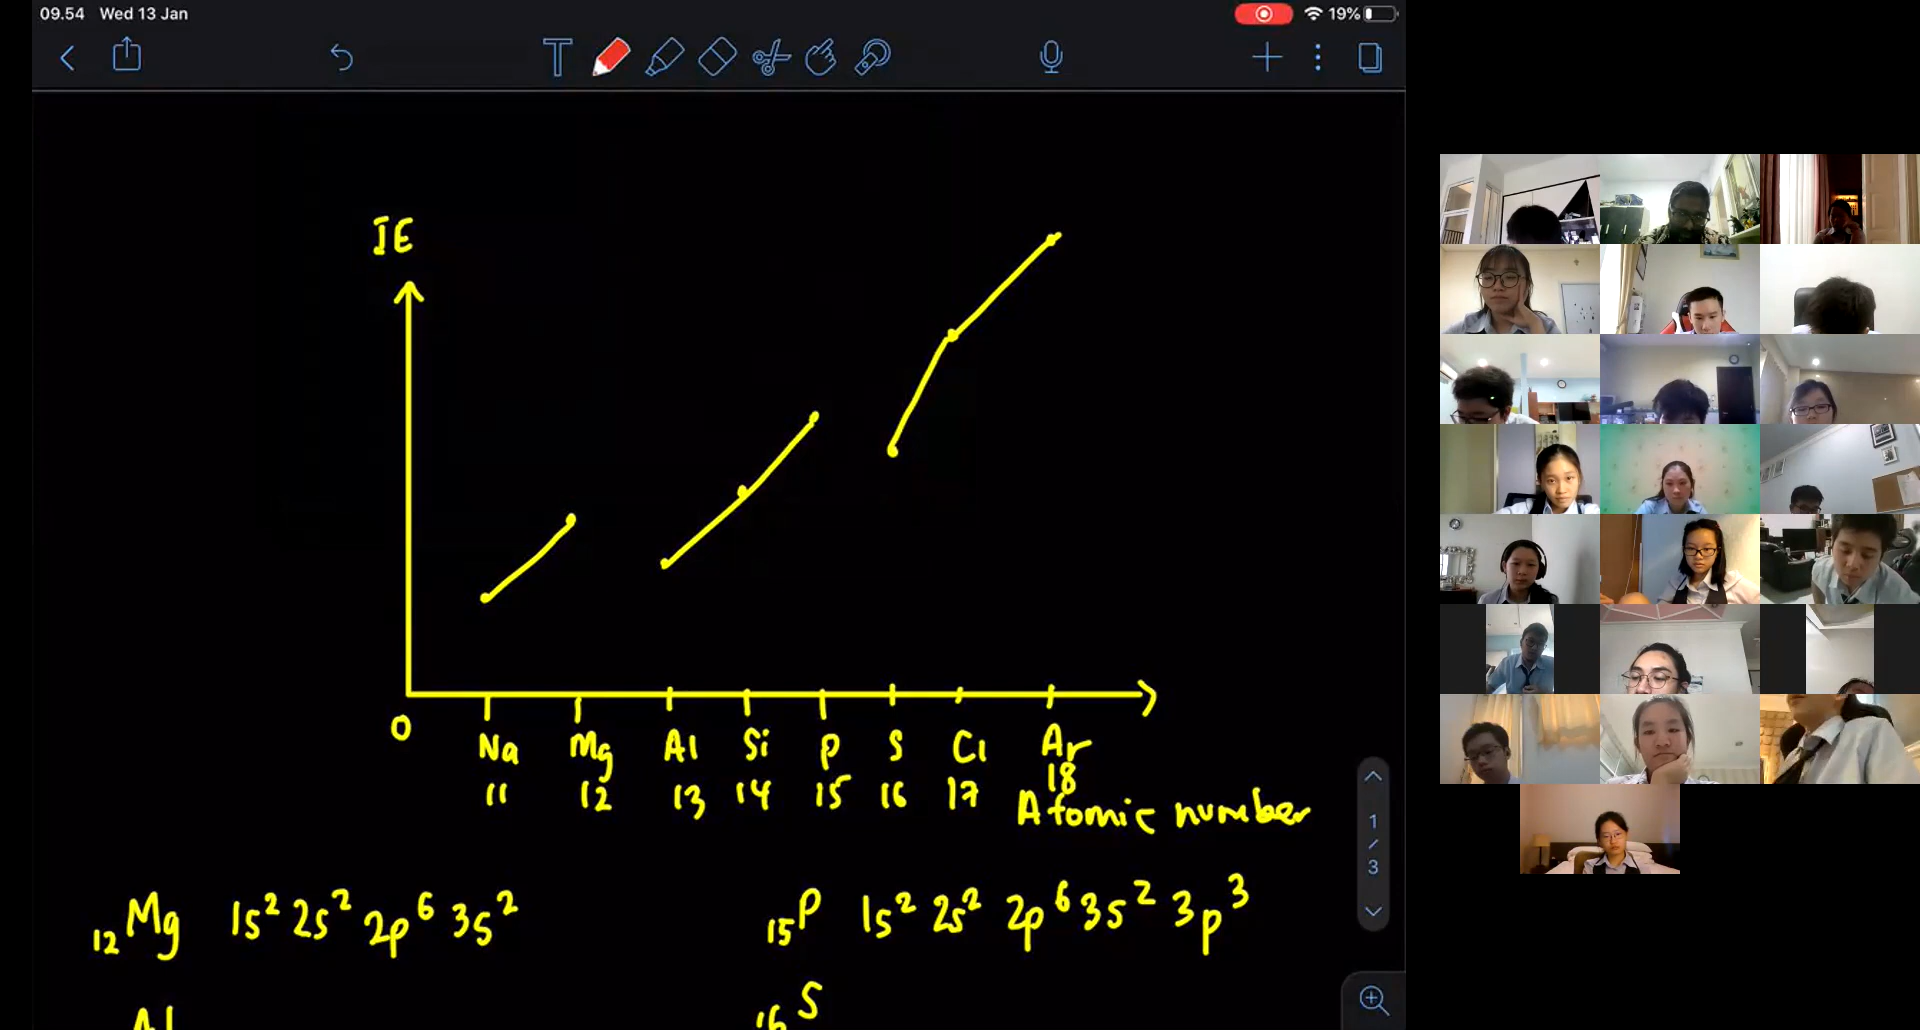 09.54 Wed 13 Jan 19%
IE
0
Na Mg Al Si P S Cl Ar
11 12 13 14 15 16 17 18
Atomic number
1
/
3
₁₂Mg 1s² 2s² 2p⁶ 3s²
₁₅P 1s² 2s² 2p⁶ 3s² 3p³
Al
₁₆S